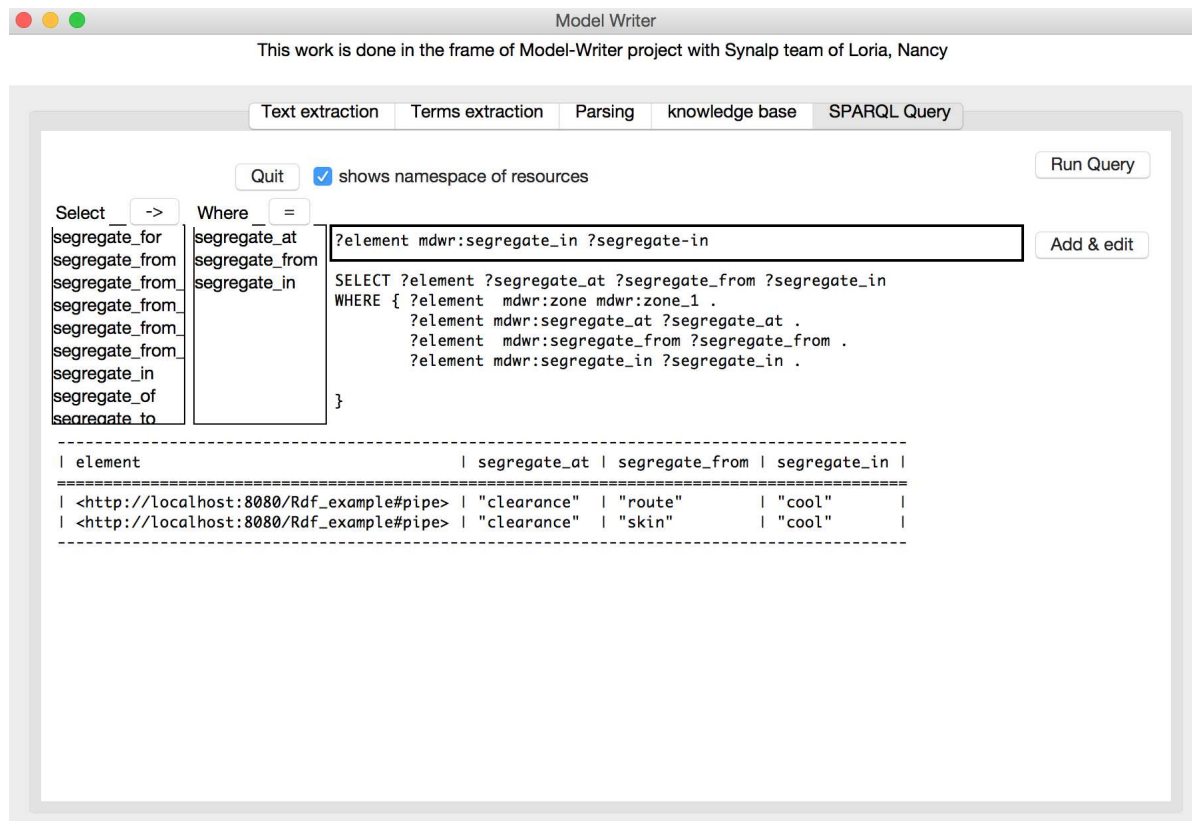 Model Writer
This work is done in the frame of Model-Writer project with Synalp team of Loria, Nancy
Text extraction Terms extraction Parsing knowledge base SPARQL Query
Run Query
Quit shows namespace of resources
Select -> Where =
segregate_for
segregate_from
segregate_from_
segregate_from_
segregate_from_
segregate_from_
segregate_in
segregate_of
segregate_to
segregate_at
segregate_from
segregate_in
?element mdwr:segregate_in ?segregate-in
Add & edit
SELECT ?element ?segregate_at ?segregate_from ?segregate_in
WHERE { ?element  mdwr:zone mdwr:zone_1 .
?element mdwr:segregate_at ?segregate_at .
?element  mdwr:segregate_from ?segregate_from .
?element mdwr:segregate_in ?segregate_in .
}
| element | segregate_at | segregate_from | segregate_in |
| <http://localhost:8080/Rdf_example#pipe> | "clearance" | "route" | "cool" |
| <http://localhost:8080/Rdf_example#pipe> | "clearance" | "skin" | "cool" |